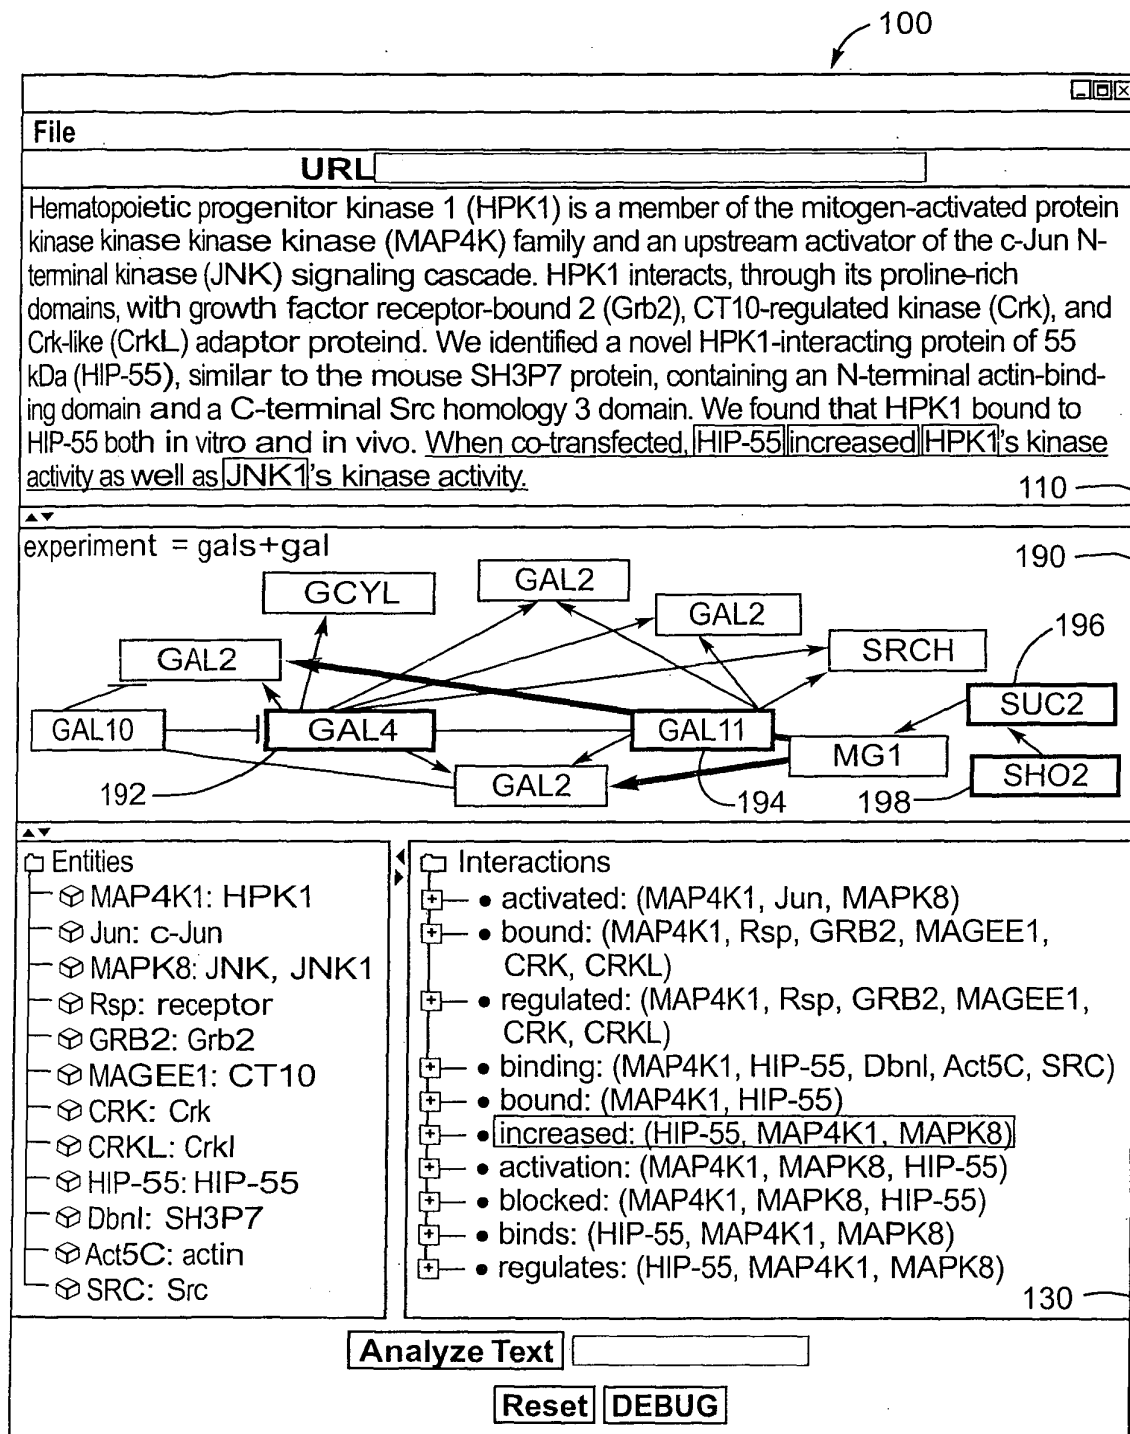 100
File
URL
Hematopoietic progenitor kinase 1 (HPK1) is a member of the mitogen-activated protein
kinase kinase kinase kinase (MAP4K) family and an upstream activator of the c-Jun N-
terminal kinase (JNK) signaling cascade. HPK1 interacts, through its proline-rich
domains, with growth factor receptor-bound 2 (Grb2), CT10-regulated kinase (Crk), and
Crk-like (CrkL) adaptor proteind. We identified a novel HPK1-interacting protein of 55
kDa (HIP-55), similar to the mouse SH3P7 protein, containing an N-terminal actin-bind-
ing domain and a C-terminal Src homology 3 domain. We found that HPK1 bound to
HIP-55 both in vitro and in vivo. When co-transfected, HIP-55 increased HPK1's kinase
activity as well as JNK1's kinase activity.
110
experiment = gals+gal
190
GCYL
GAL2
GAL2
196
GAL2
SRCH
SUC2
GAL10
GAL4
GAL11
MG1
SHO2
192
GAL2
194
198
Entities
MAP4K1: HPK1
Jun: c-Jun
MAPK8: JNK, JNK1
Rsp: receptor
GRB2: Grb2
MAGEE1: CT10
CRK: Crk
CRKL: Crkl
HIP-55: HIP-55
Dbnl: SH3P7
Act5C: actin
SRC: Src
Interactions
• activated: (MAP4K1, Jun, MAPK8)
• bound: (MAP4K1, Rsp, GRB2, MAGEE1,
CRK, CRKL)
• regulated: (MAP4K1, Rsp, GRB2, MAGEE1,
CRK, CRKL)
• binding: (MAP4K1, HIP-55, Dbnl, Act5C, SRC)
• bound: (MAP4K1, HIP-55)
• increased: (HIP-55, MAP4K1, MAPK8)
• activation: (MAP4K1, MAPK8, HIP-55)
• blocked: (MAP4K1, MAPK8, HIP-55)
• binds: (HIP-55, MAP4K1, MAPK8)
• regulates: (HIP-55, MAP4K1, MAPK8)
130
Analyze Text
Reset DEBUG